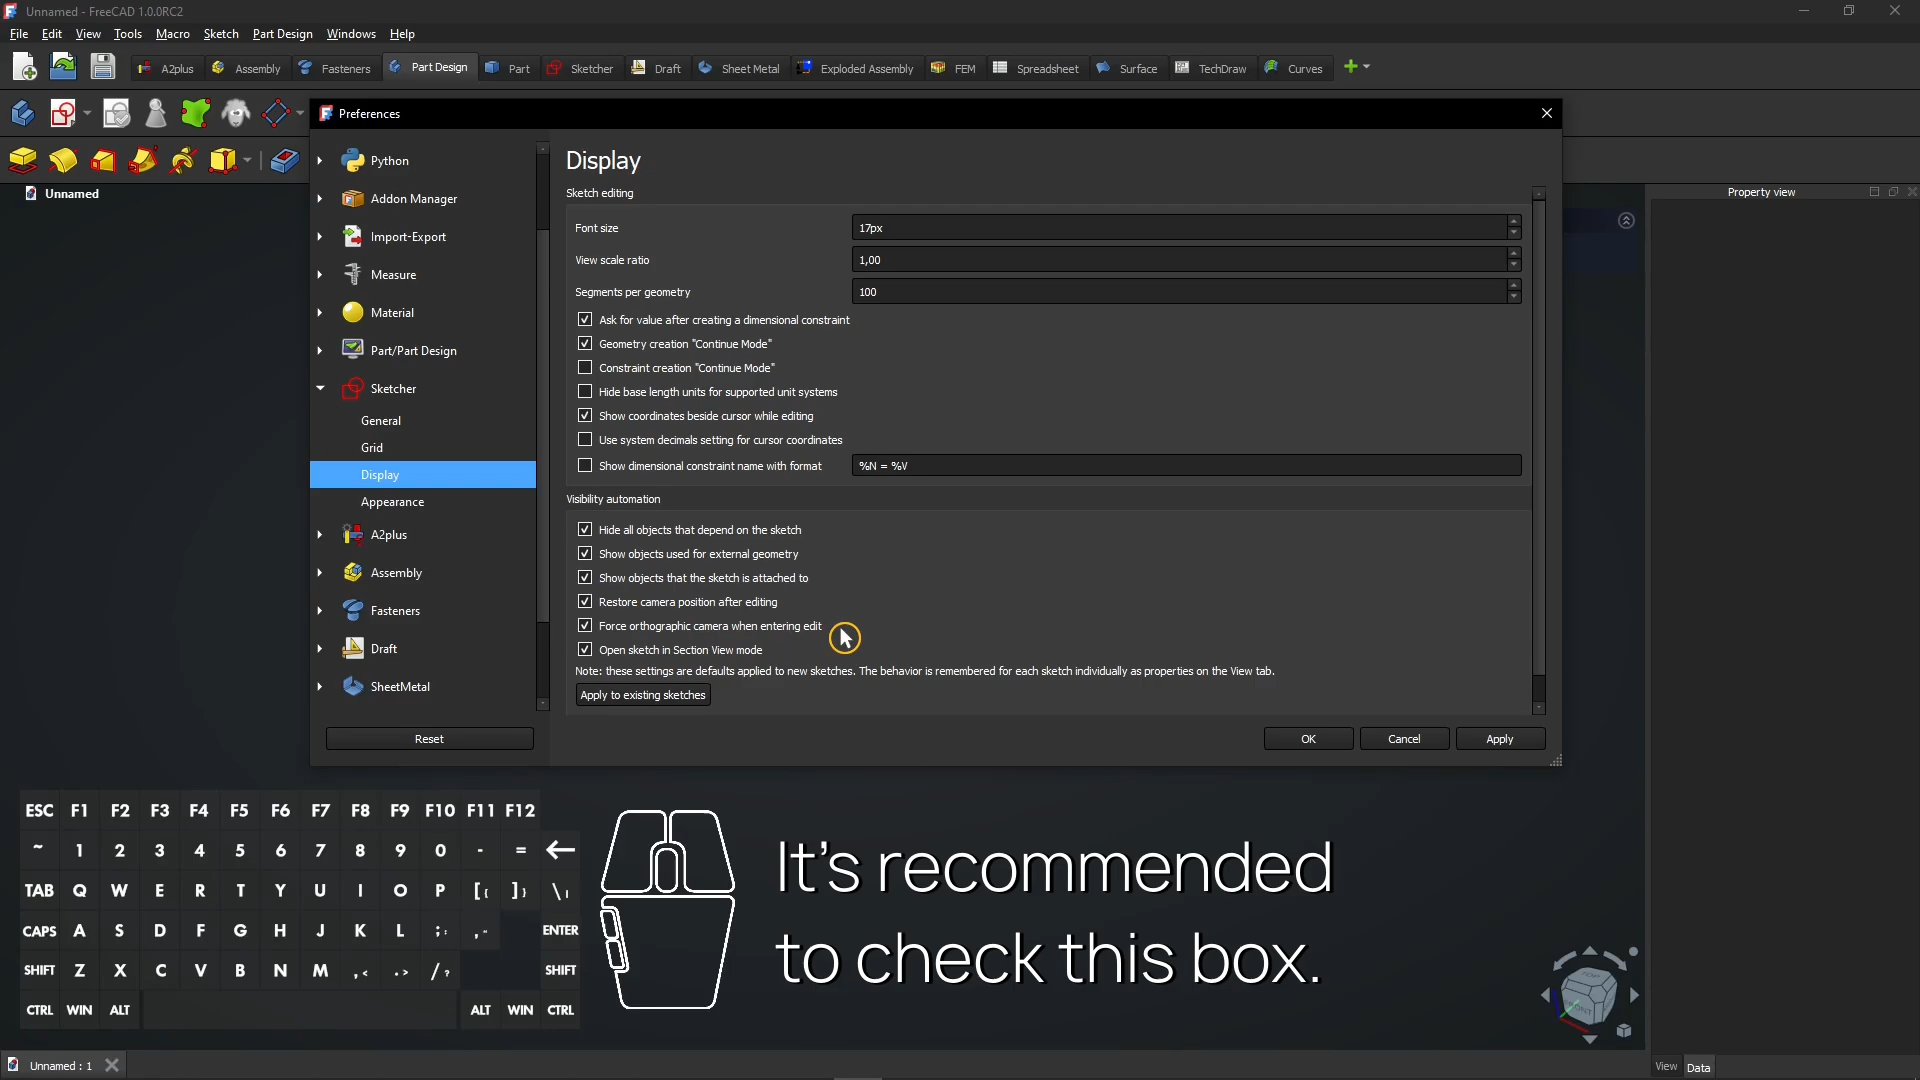 Unnamed - FreeCAD 1.0.0RC2
File Edit View Tools Macro Sketch Part Design Windows Help
A2plus Assembly Fasteners Part Design Part Sketcher Draft Sheet Metal Exploded Assembly FEM Spreadsheet Surface TechDraw Curves
Preferences
Unnamed
Property view
Python
Addon Manager
Import-Export
Measure
Material
Part/Part Design
Sketcher
General
Grid
Display
Appearance
A2plus
Assembly
Fasteners
Draft
SheetMetal
Reset
Display
Sketch editing
Font size 17px
View scale ratio 1,00
Segments per geometry 100
Ask for value after creating a dimensional constraint
Geometry creation "Continue Mode"
Constraint creation "Continue Mode"
Hide base length units for supported unit systems
Show coordinates beside cursor while editing
Use system decimals setting for cursor coordinates
Show dimensional constraint name with format %N = %V
Visibility automation
Hide all objects that depend on the sketch
Show objects used for external geometry
Show objects that the sketch is attached to
Restore camera position after editing
Force orthographic camera when entering edit
Open sketch in Section View mode
Note: these settings are defaults applied to new sketches. The behavior is remembered for each sketch individually as properties on the View tab.
Apply to existing sketches
OK Cancel Apply
ESC F1 F2 F3 F4 F5 F6 F7 F8 F9 F10 F11 F12
~ 1 2 3 4 5 6 7 8 9 0 - =
TAB Q W E R T Y U I O P [{ ]} \|
CAPS A S D F G H J K L ;: ," ENTER
SHIFT Z X C V B N M ,< .> /? SHIFT
CTRL WIN ALT ALT WIN CTRL
It's recommended
to check this box.
FRONT
Unnamed : 1
View Data